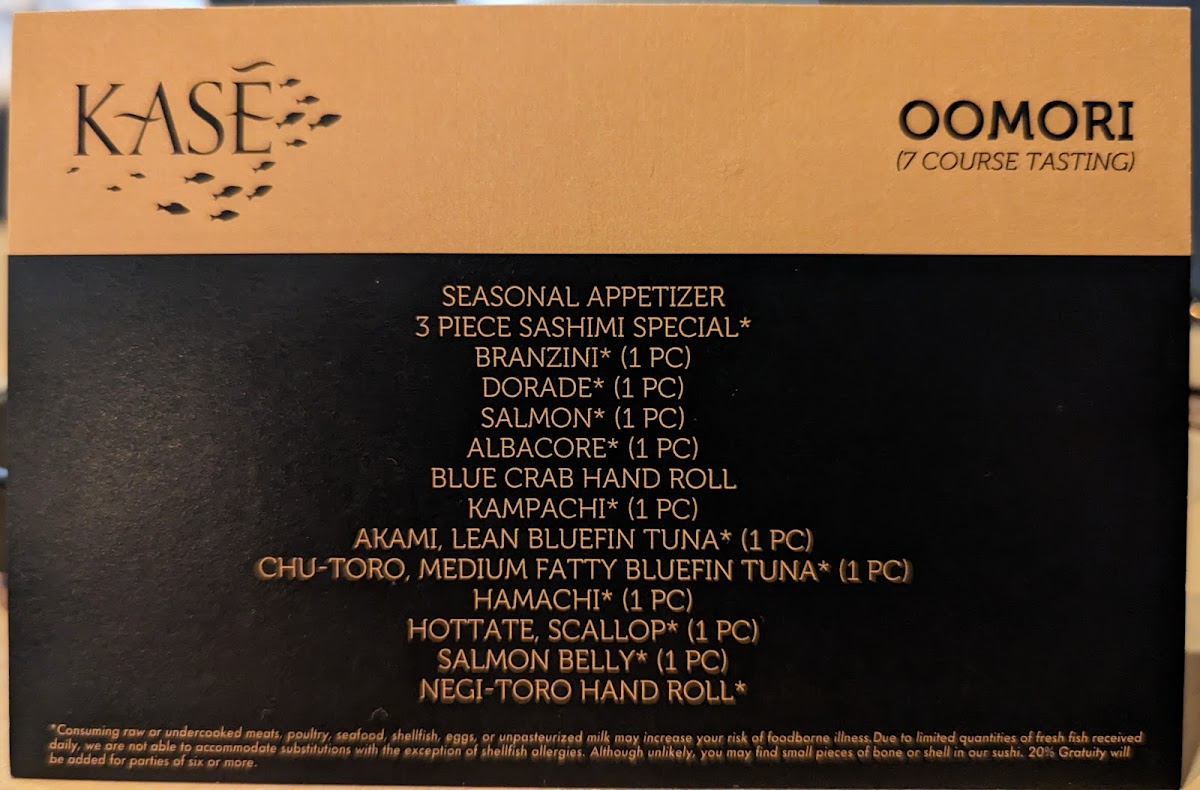 KASĒ
OOMORI
(7 COURSE TASTING)
SEASONAL APPETIZER
3 PIECE SASHIMI SPECIAL*
BRANZINI* (1 PC)
DORADE* (1 PC)
SALMON* (1 PC)
ALBACORE* (1 PC)
BLUE CRAB HAND ROLL
KAMPACHI* (1 PC)
AKAMI, LEAN BLUEFIN TUNA* (1 PC)
CHU-TORO, MEDIUM FATTY BLUEFIN TUNA* (1 PC)
HAMACHI* (1 PC)
HOTTATE, SCALLOP* (1 PC)
SALMON BELLY* (1 PC)
NEGI-TORO HAND ROLL*
*Consuming raw or undercooked meats, poultry, seafood, shellfish, eggs, or unpasteurized milk may increase your risk of foodborne illness. Due to limited quantities of fresh fish received
daily, we are not able to accommodate substitutions with the exception of shellfish allergies. Although unlikely, you may find small pieces of bone or shell in our sushi. 20% Gratuity will
be added for parties of six or more.